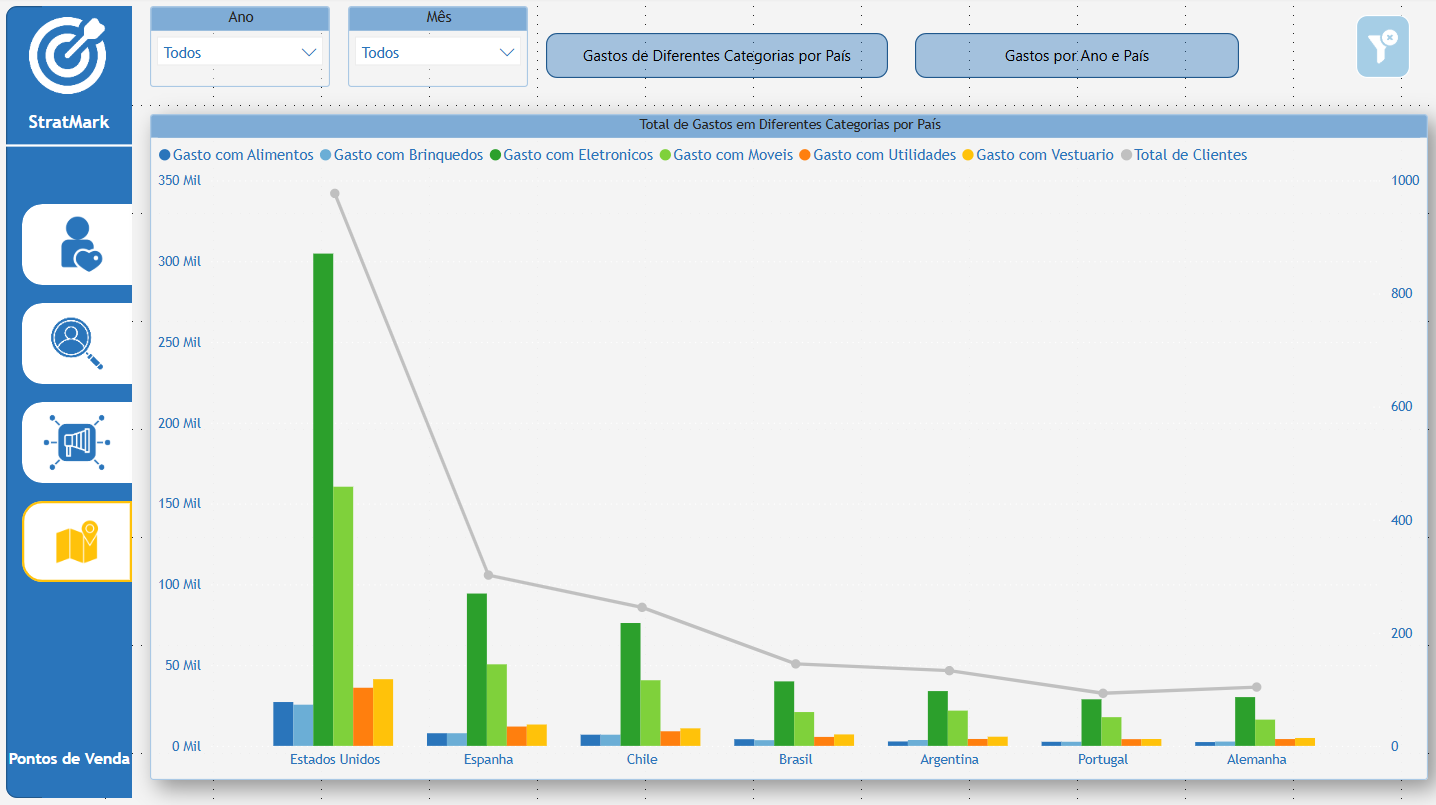 StratMark
Ano
Todos
Mês
Todos
Gastos de Diferentes Categorias por País
Gastos por Ano e País
Total de Gastos em Diferentes Categorias por País
Gasto com Alimentos Gasto com Brinquedos Gasto com Eletronicos Gasto com Moveis Gasto com Utilidades Gasto com Vestuario Total de Clientes
350 Mil
300 Mil
250 Mil
200 Mil
150 Mil
100 Mil
50 Mil
0 Mil
1000
800
600
400
200
0
Estados Unidos Espanha Chile Brasil Argentina Portugal Alemanha
Pontos de Venda